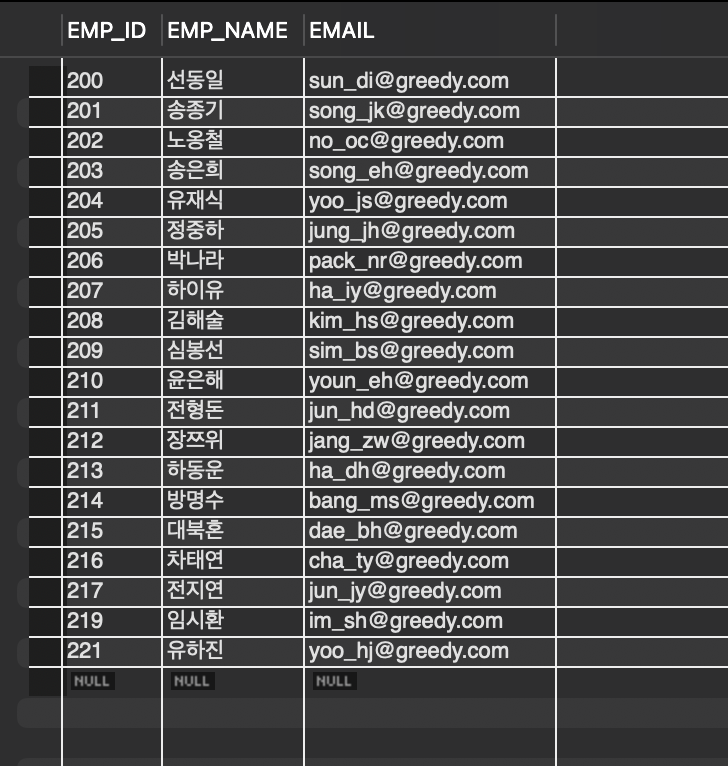 EMP_ID EMP_NAME EMAIL
200 선동일 sun_di@greedy.com
201 송종기 song_jk@greedy.com
202 노옹철 no_oc@greedy.com
203 송은희 song_eh@greedy.com
204 유재식 yoo_js@greedy.com
205 정중하 jung_jh@greedy.com
206 박나라 pack_nr@greedy.com
207 하이유 ha_iy@greedy.com
208 김해술 kim_hs@greedy.com
209 심봉선 sim_bs@greedy.com
210 윤은해 youn_eh@greedy.com
211 전형돈 jun_hd@greedy.com
212 장쯔위 jang_zw@greedy.com
213 하동운 ha_dh@greedy.com
214 방명수 bang_ms@greedy.com
215 대북혼 dae_bh@greedy.com
216 차태연 cha_ty@greedy.com
217 전지연 jun_jy@greedy.com
219 임시환 im_sh@greedy.com
221 유하진 yoo_hj@greedy.com
NULL NULL NULL